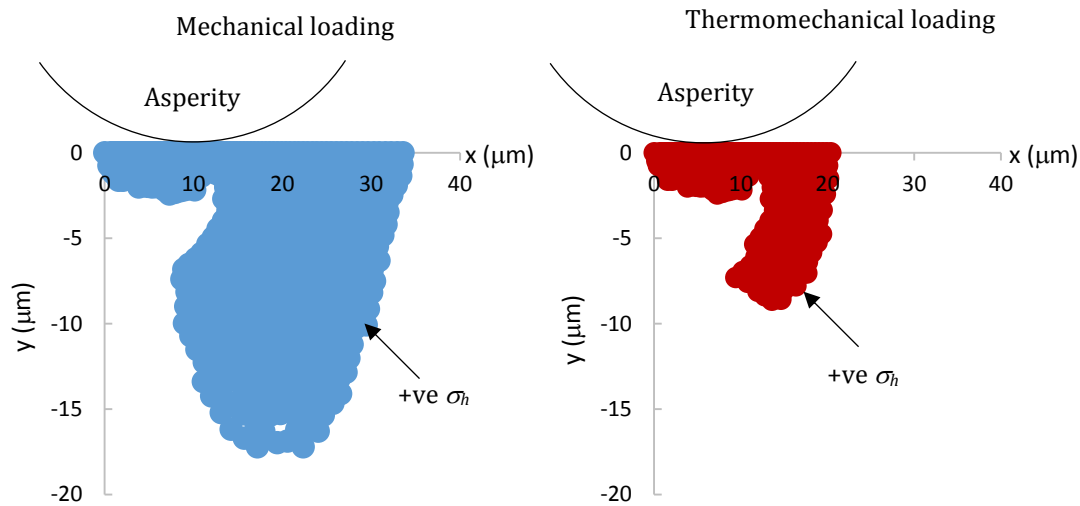 Mechanical loading
Asperity
0
x (μm)
0
10
20
30
40
-5
-10
-15
-20
y (μm)
+ve σh
Thermomechanical loading
Asperity
0
x (μm)
0
10
20
30
40
-5
-10
-15
-20
y (μm)
+ve σh